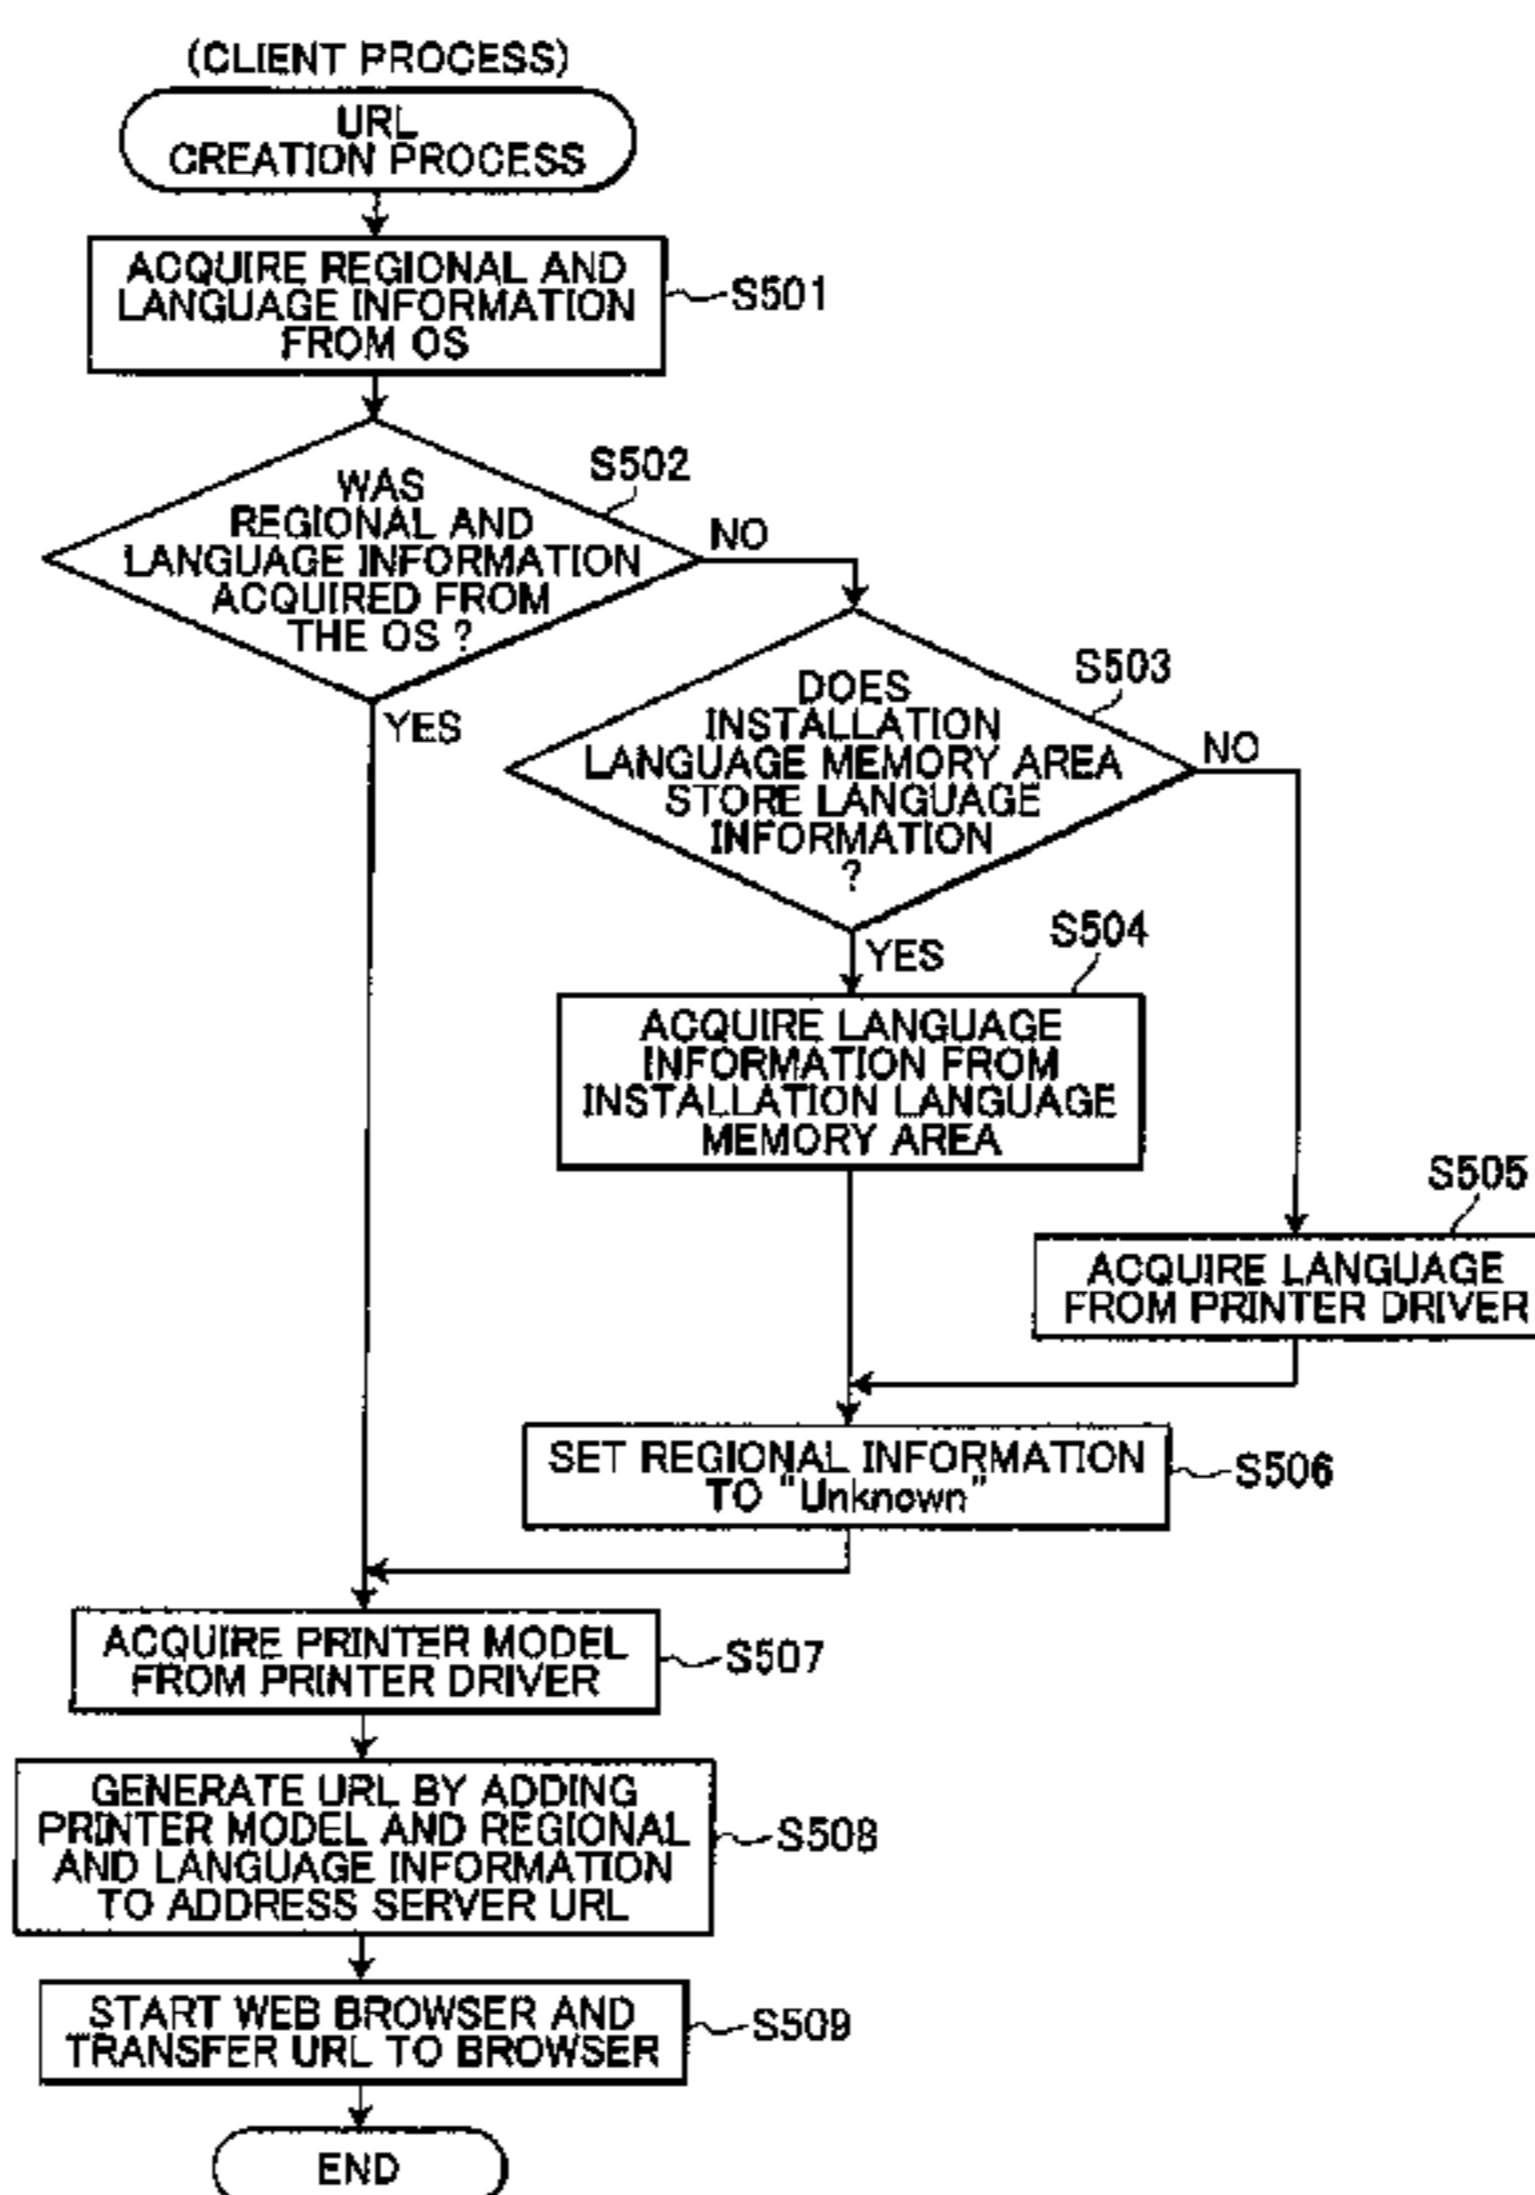 (CLIENT PROCESS)
URL
CREATION PROCESS
ACQUIRE REGIONAL AND
LANGUAGE INFORMATION
FROM OS
S501
S502
WAS
REGIONAL AND
LANGUAGE INFORMATION
ACQUIRED FROM
THE OS ?
NO
YES
S503
DOES
INSTALLATION
LANGUAGE MEMORY AREA
STORE LANGUAGE
INFORMATION
?
NO
YES
S504
ACQUIRE LANGUAGE
INFORMATION FROM
INSTALLATION LANGUAGE
MEMORY AREA
S505
ACQUIRE LANGUAGE
FROM PRINTER DRIVER
SET REGIONAL INFORMATION
TO "Unknown"
S506
ACQUIRE PRINTER MODEL
FROM PRINTER DRIVER
S507
GENERATE URL BY ADDING
PRINTER MODEL AND REGIONAL
AND LANGUAGE INFORMATION
TO ADDRESS SERVER URL
S508
START WEB BROWSER AND
TRANSFER URL TO BROWSER
S509
END